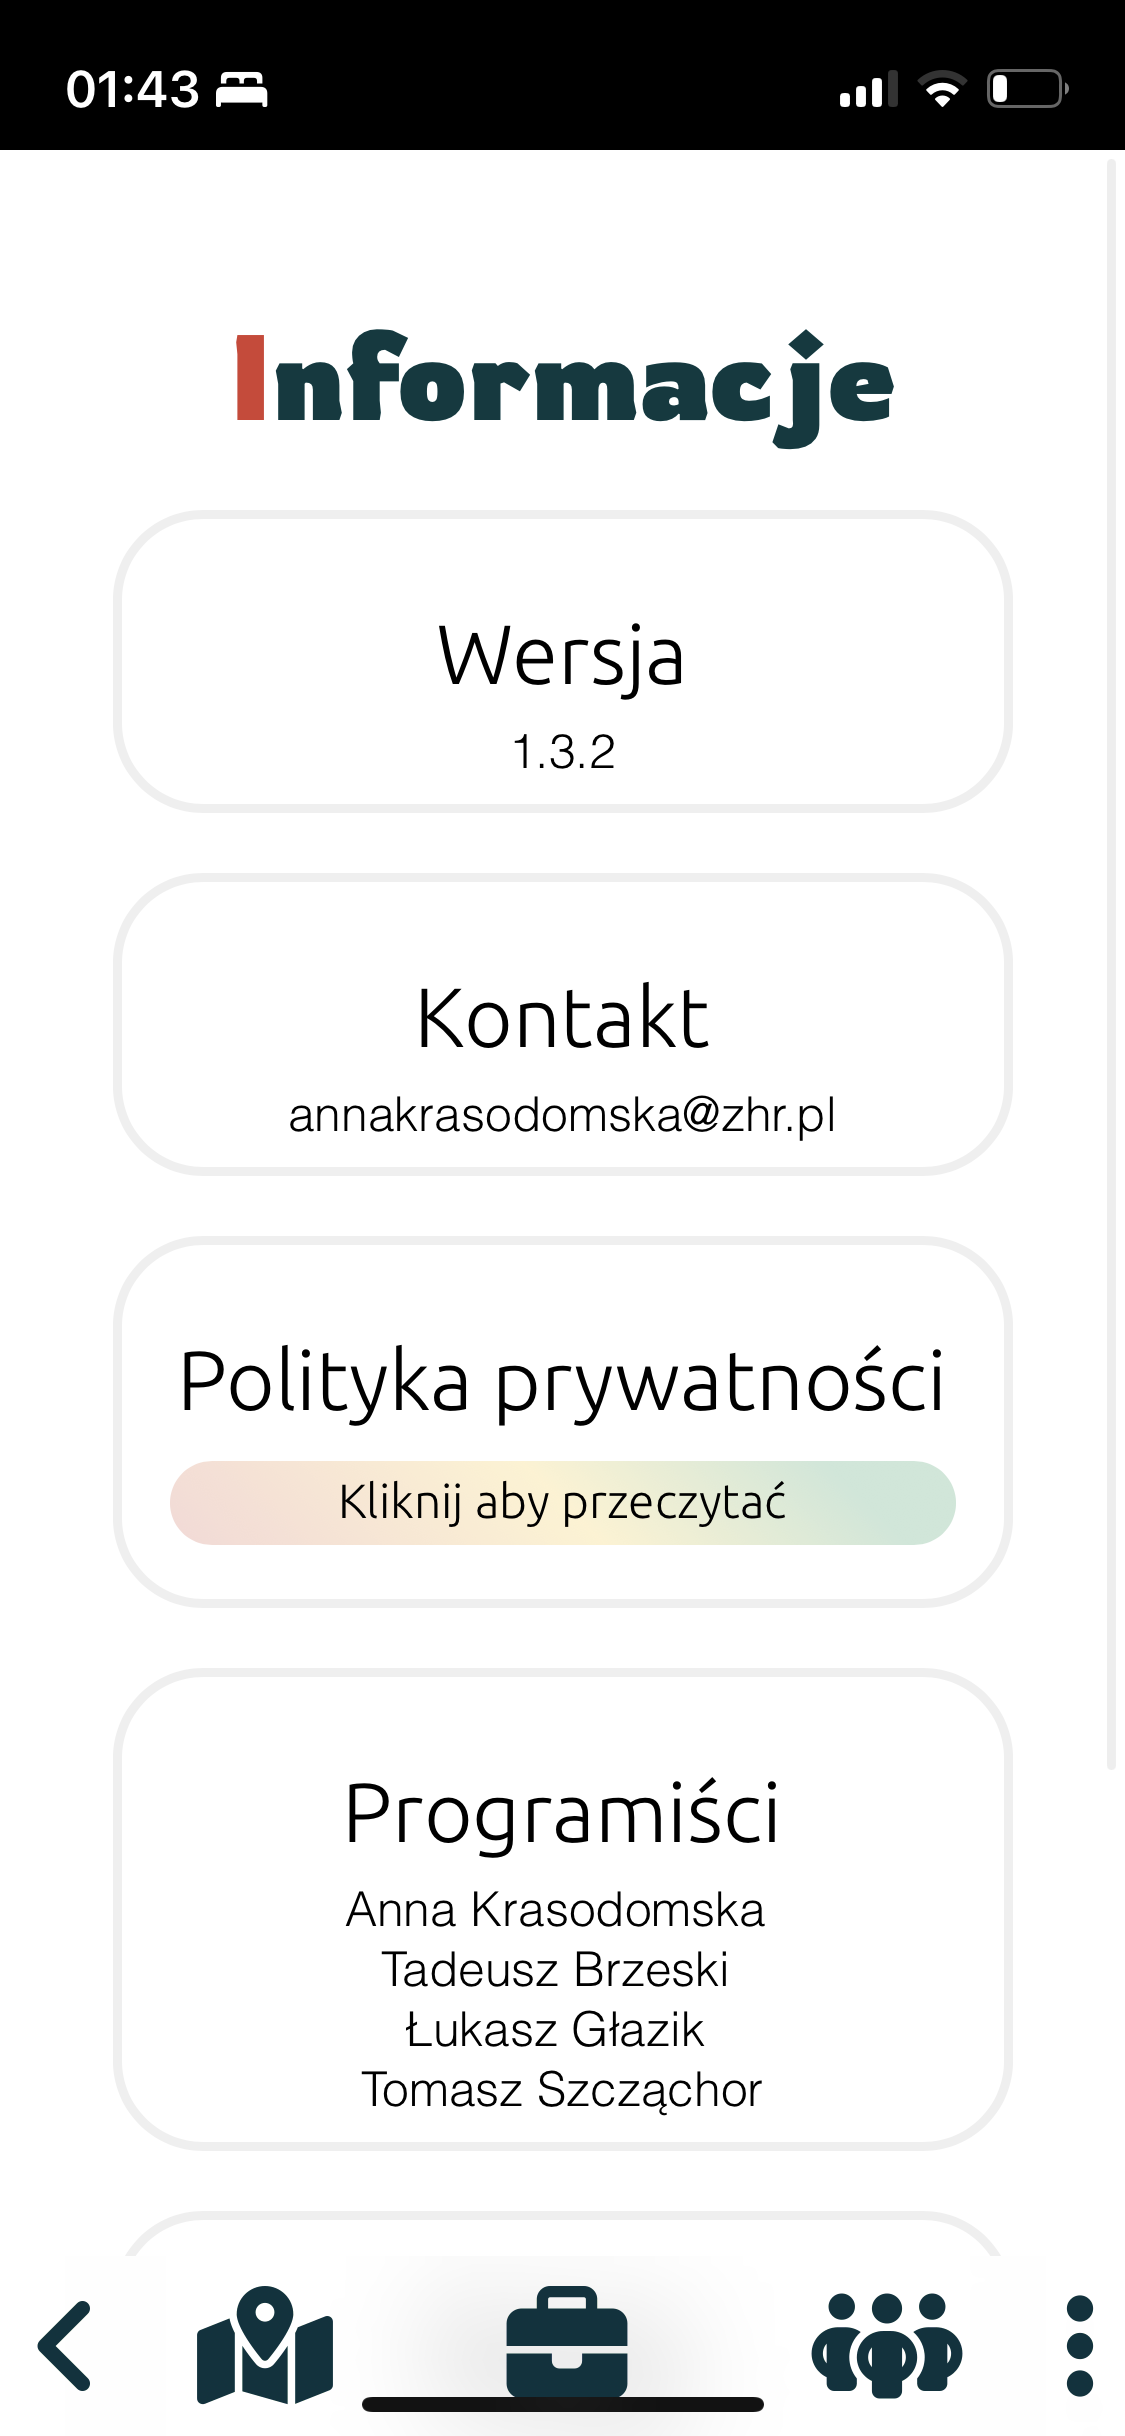 01:43
Informacje
Wersja
1.3.2
Kontakt
annakrasodomska@zhr.pl
Polityka prywatności
Kliknij aby przeczytać
Programiści
Anna Krasodomska
Tadeusz Brzeski
Łukasz Głazik
Tomasz Szcząchor